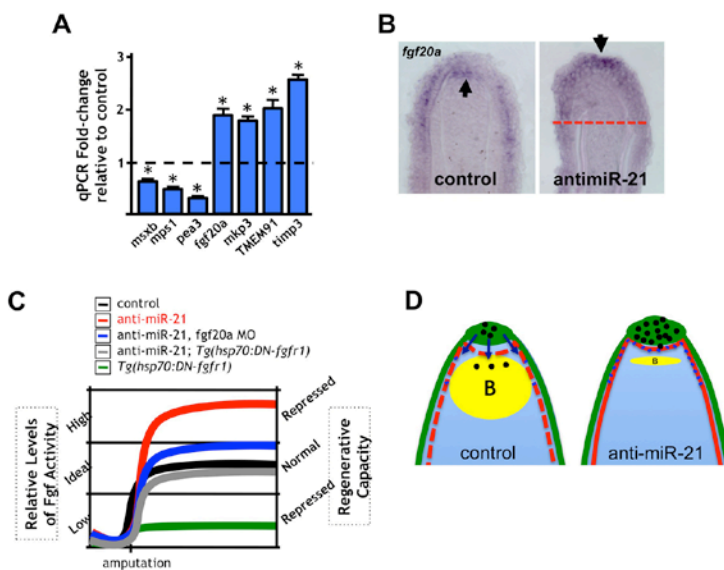 A
qPCR Fold-change
relative to control
3
2
1
*
*
*
*
*
*
*
msxb
mps1
pea3
fgf20a
mkp3
TMEM91
timp3
B
fgf20a
control
antimiR-21
C
control
anti-miR-21
anti-miR-21, fgf20a MO
anti-miR-21; Tg(hsp70:DN-fgfr1)
Tg(hsp70:DN-fgfr1)
Relative Levels
of Fgf Activity
High
Ideal
Low
Repressed
Normal
Repressed
Regenerative
Capacity
amputation
D
B
control
B
anti-miR-21